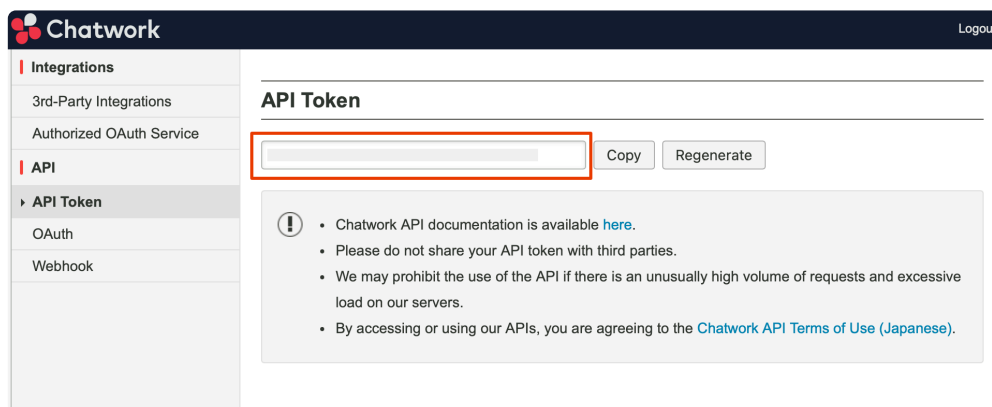 Chatwork
Logou
Integrations
3rd-Party Integrations
Authorized OAuth Service
API
API Token
OAuth
Webhook
API Token
Copy
Regenerate
Chatwork API documentation is available here.
Please do not share your API token with third parties.
We may prohibit the use of the API if there is an unusually high volume of requests and excessive
load on our servers.
By accessing or using our APIs, you are agreeing to the Chatwork API Terms of Use (Japanese).